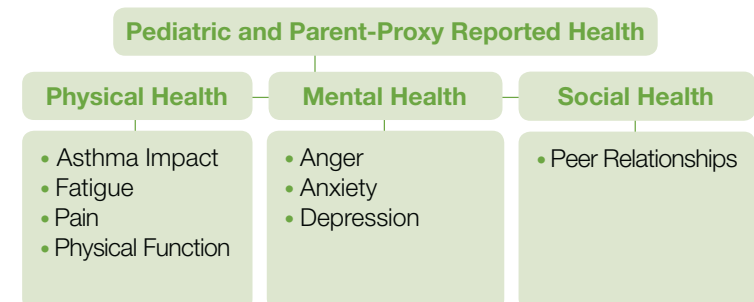 Pediatric and Parent-Proxy Reported Health
Physical Health
Mental Health
Social Health
• Asthma Impact
• Fatigue
• Pain
• Physical Function
• Anger
• Anxiety
• Depression
• Peer Relationships